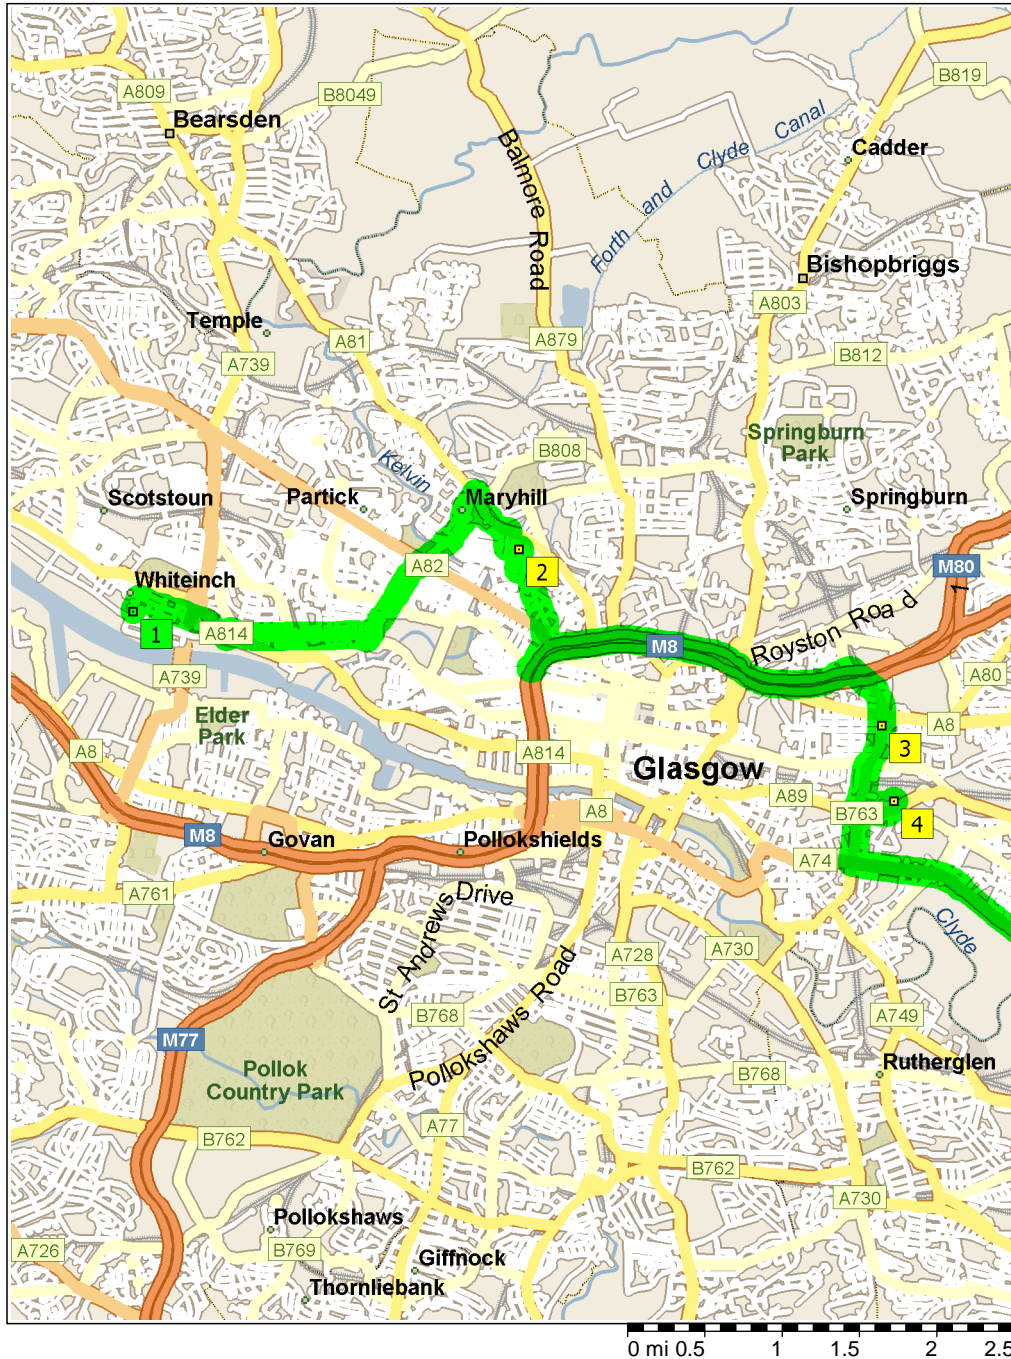 B819
A809
B8049
Bearsden
Balmore Road
Forth and Clyde Canal
Cadder
Bishopbriggs
A803
Temple
A81
A879
A739
B812
Springburn
Park
Kelvin
B808
Scotstoun
Partick
Maryhill
Springburn
Whiteinch
A82
2
M80
1
A814
M8
Royston Road
A739
A80
Elder
Park
A8
A814
A8
3
Glasgow
A89
A8
B763
4
M8
Govan
Pollokshields
A74
A761
St Andrews Drive
Clyde
A728
A730
B763
A749
B768
M77
Pollokshaws Road
Rutherglen
Pollok
Country Park
B768
A77
B762
B762
A730
Pollokshaws
A726
B769
Giffnock
Thornliebank
0 mi 0.5 1 1.5 2 2.5